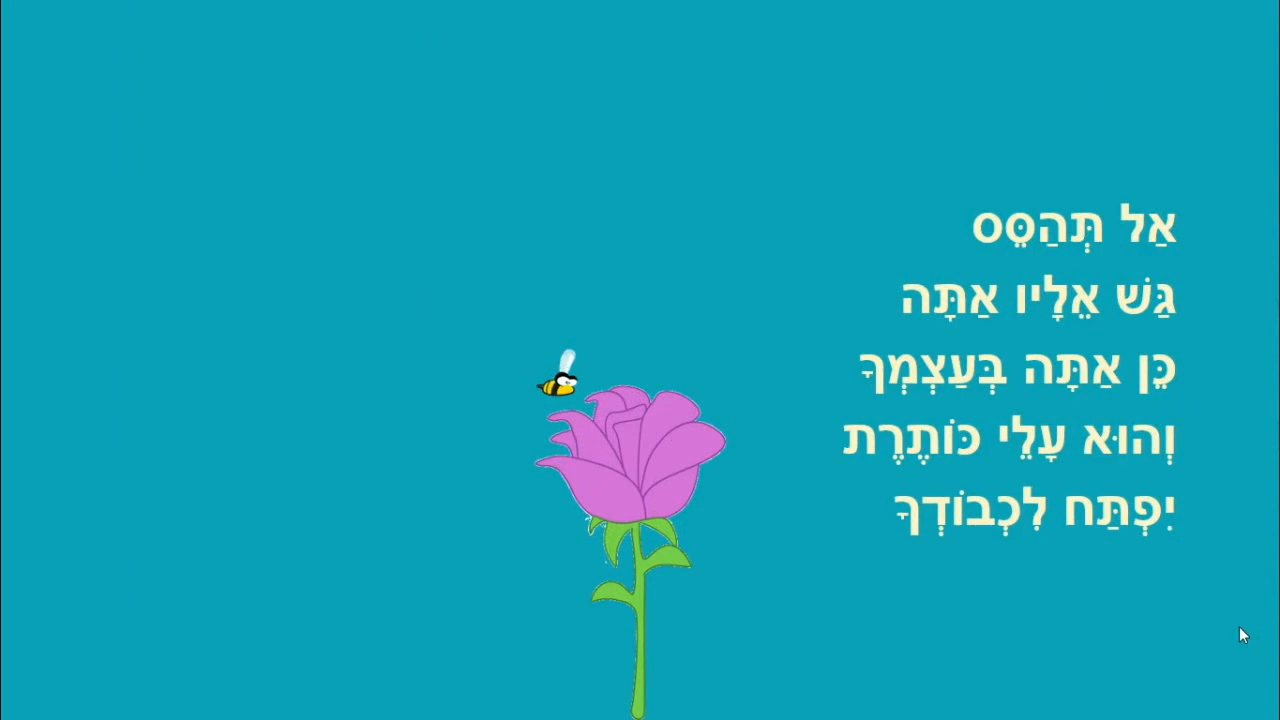 אַל תְּהַסֵּס
גַּשׁ אֵלָיו אַתָּה
כֵּן אַתָּה בְּעַצְמְךָ
וְהוּא עָלֵי כּוֹתֶרֶת
יִפְתַּח לִכְבוֹדְךָ